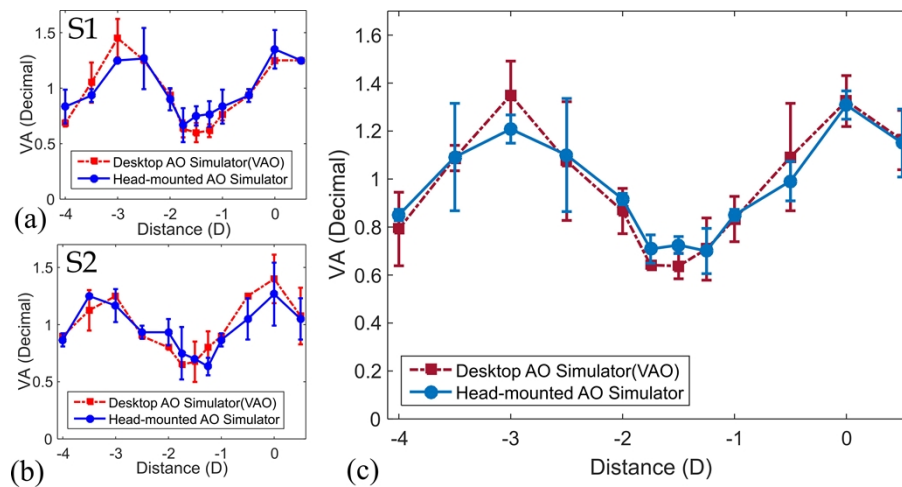 S1
VA (Decimal)
1.5
1
0.5
0
Desktop AO Simulator(VAO)
Head-mounted AO Simulator
-4 -3 -2 -1 0
Distance (D)
(a)
S2
VA (Decimal)
1.5
1
0.5
0
Desktop AO Simulator(VAO)
Head-mounted AO Simulator
-4 -3 -2 -1 0
Distance (D)
(b)
VA (Decimal)
1.6
1.4
1.2
1
0.8
0.6
0.4
0.2
0
Desktop AO Simulator(VAO)
Head-mounted AO Simulator
-4 -3 -2 -1 0
Distance (D)
(c)